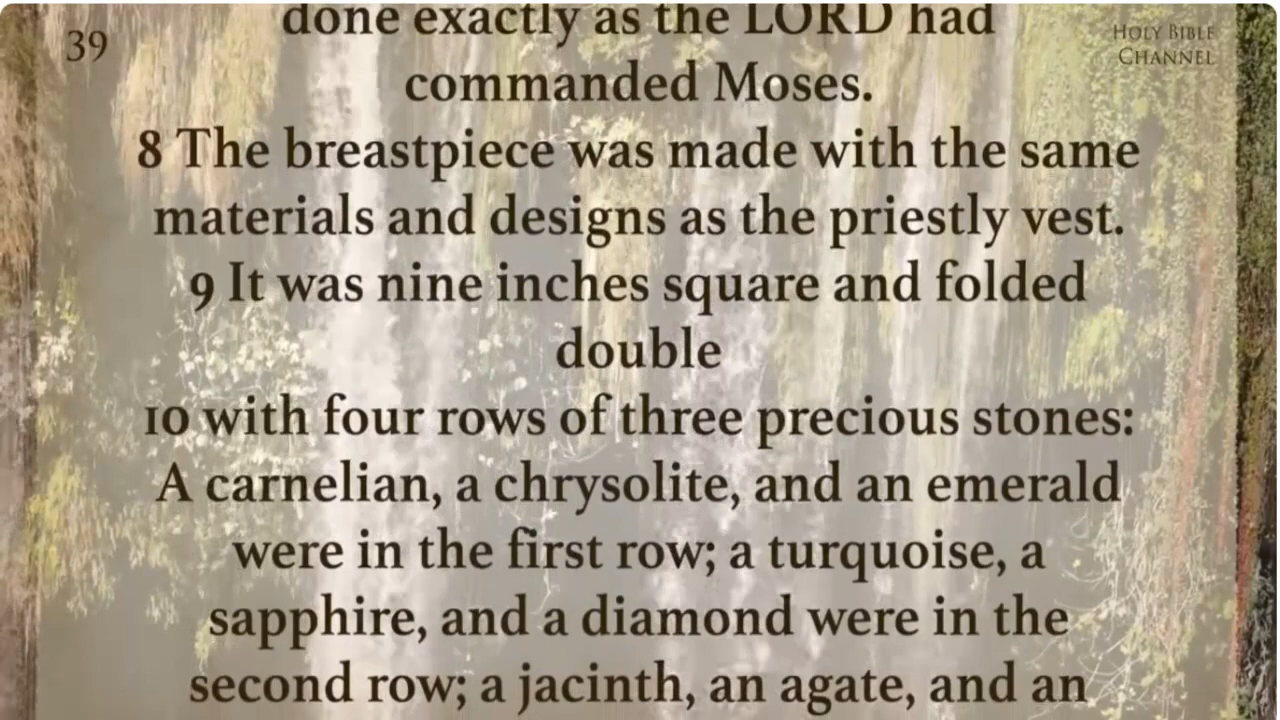 39
HOLY BIBLE
CHANNEL
done exactly as the LORD had
commanded Moses.
8 The breastpiece was made with the same
materials and designs as the priestly vest.
9 It was nine inches square and folded
double
10 with four rows of three precious stones:
A carnelian, a chrysolite, and an emerald
were in the first row; a turquoise, a
sapphire, and a diamond were in the
second row; a jacinth, an agate, and an